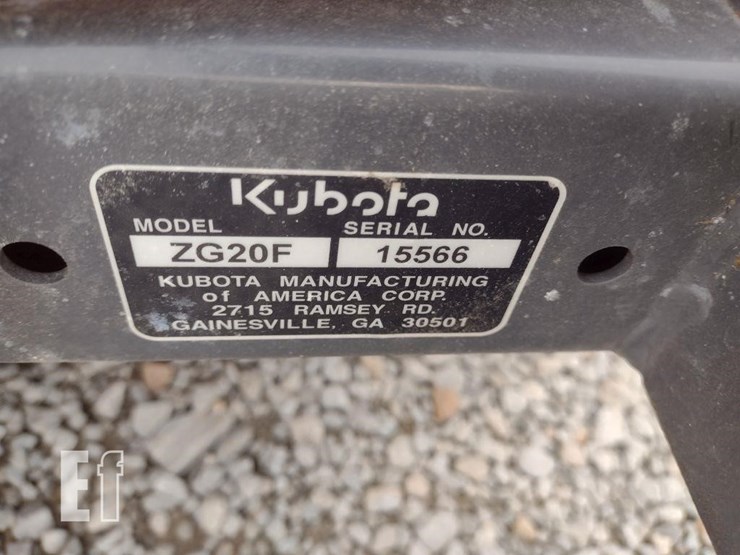 Kubota
MODEL SERIAL NO.
ZG20F 15566
KUBOTA MANUFACTURING
of AMERICA CORP.
2715 RAMSEY RD.
GAINESVILLE, GA 30501
Ef